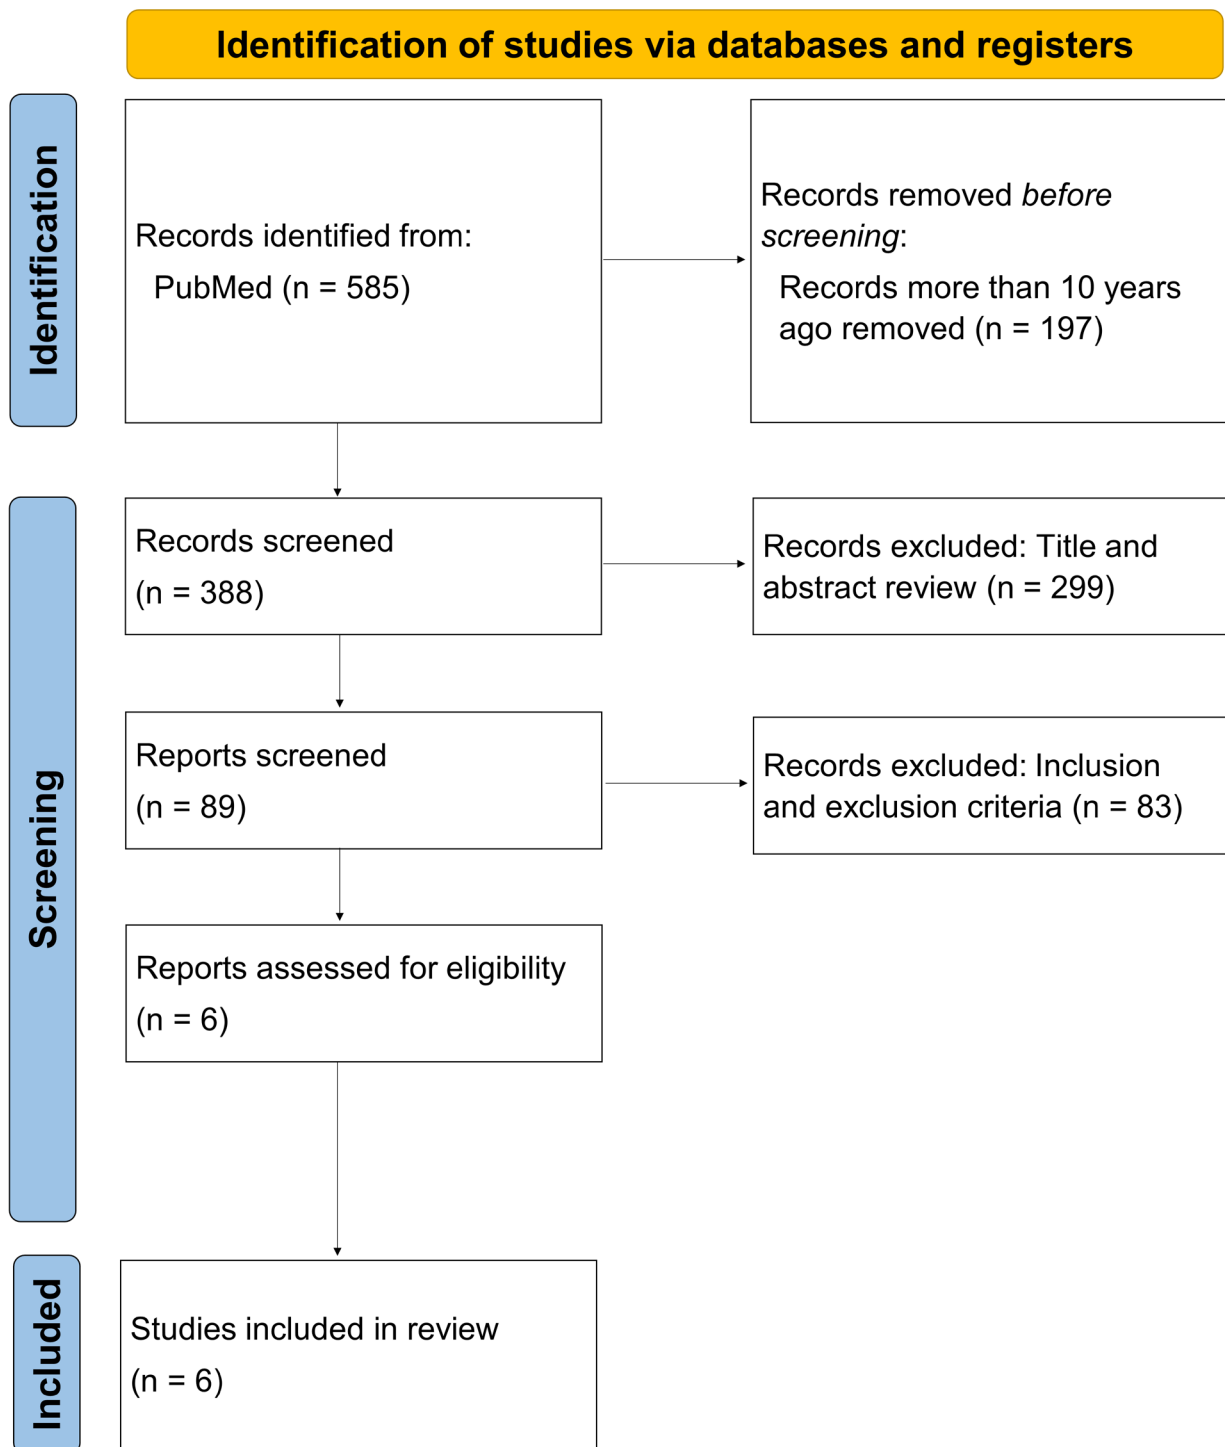 Identification of studies via databases and registers
Identification
Records identified from:
PubMed (n = 585)
Records removed before
screening:
Records more than 10 years
ago removed (n = 197)
Screening
Records screened
(n = 388)
Records excluded: Title and
abstract review (n = 299)
Reports screened
(n = 89)
Records excluded: Inclusion
and exclusion criteria (n = 83)
Reports assessed for eligibility
(n = 6)
Included
Studies included in review
(n = 6)